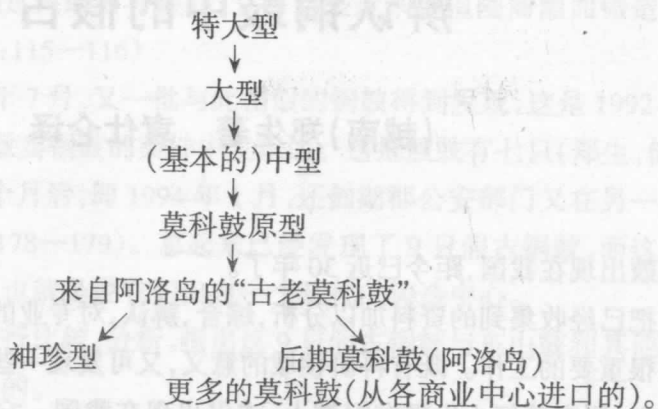 特大型
大型
(基本的)中型
莫科鼓原型
来自阿洛岛的“古老莫科鼓”
袖珍型
后期莫科鼓(阿洛岛)
更多的莫科鼓(从各商业中心进口的)。